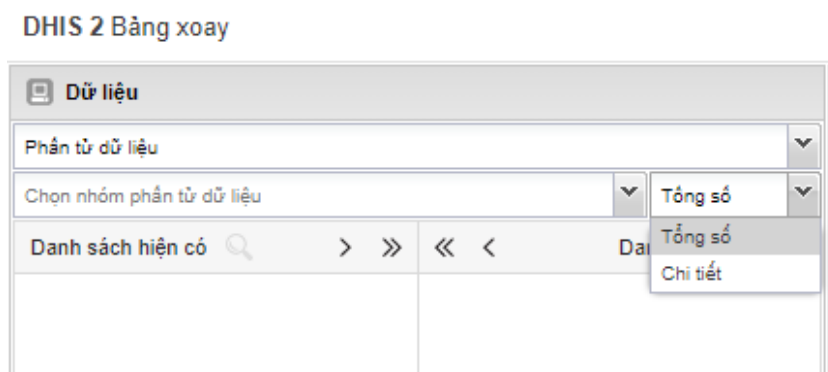 DHIS 2 Bảng xoay
Dữ liệu
Phần tử dữ liệu
Chọn nhóm phần tử dữ liệu Tổng số
Danh sách hiện có Da Tổng số
Chi tiết